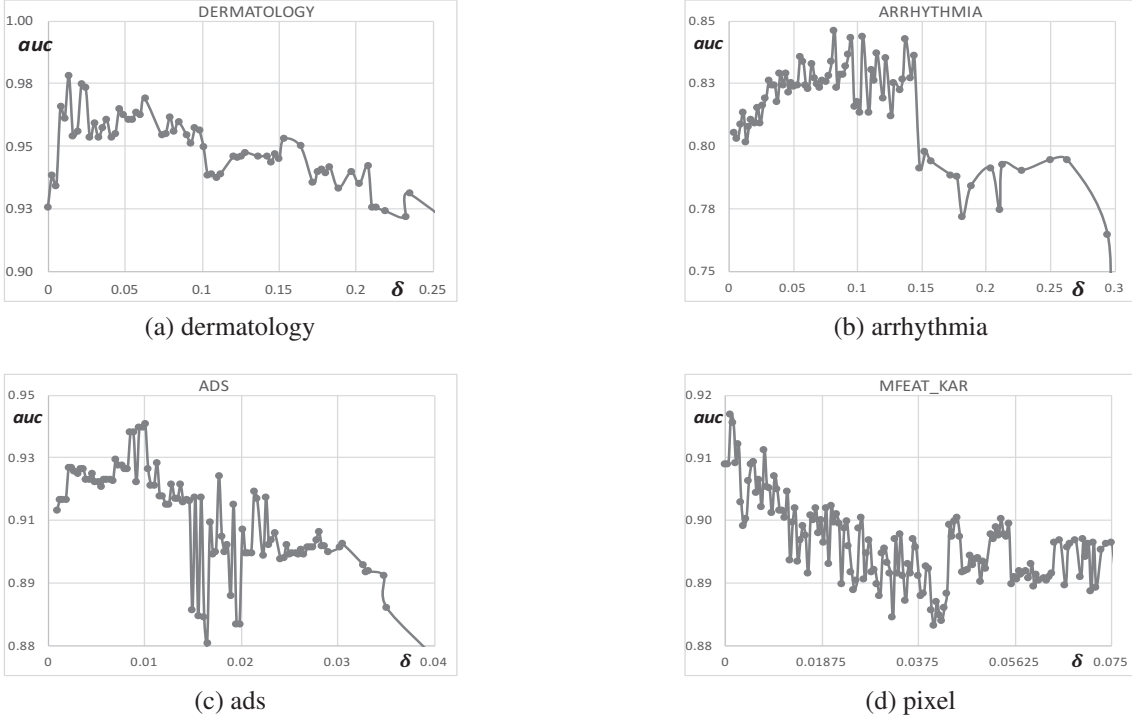 DERMATOLOGY
1.00
auc
0.98
0.95
0.93
0.90
0 0.05 0.1 0.15 0.2 δ 0.25
(a) dermatology
ARRHYTHMIA
0.85
auc
0.83
0.80
0.78
0.75
0 0.05 0.1 0.15 0.2 0.25 δ 0.3
(b) arrhythmia
ADS
0.95
auc
0.93
0.91
0.89
0.88
0 0.01 0.02 0.03 δ 0.04
(c) ads
MFEAT_KAR
0.92
auc
0.91
0.90
0.89
0.88
0 0.01875 0.0375 0.05625 δ 0.075
(d) pixel